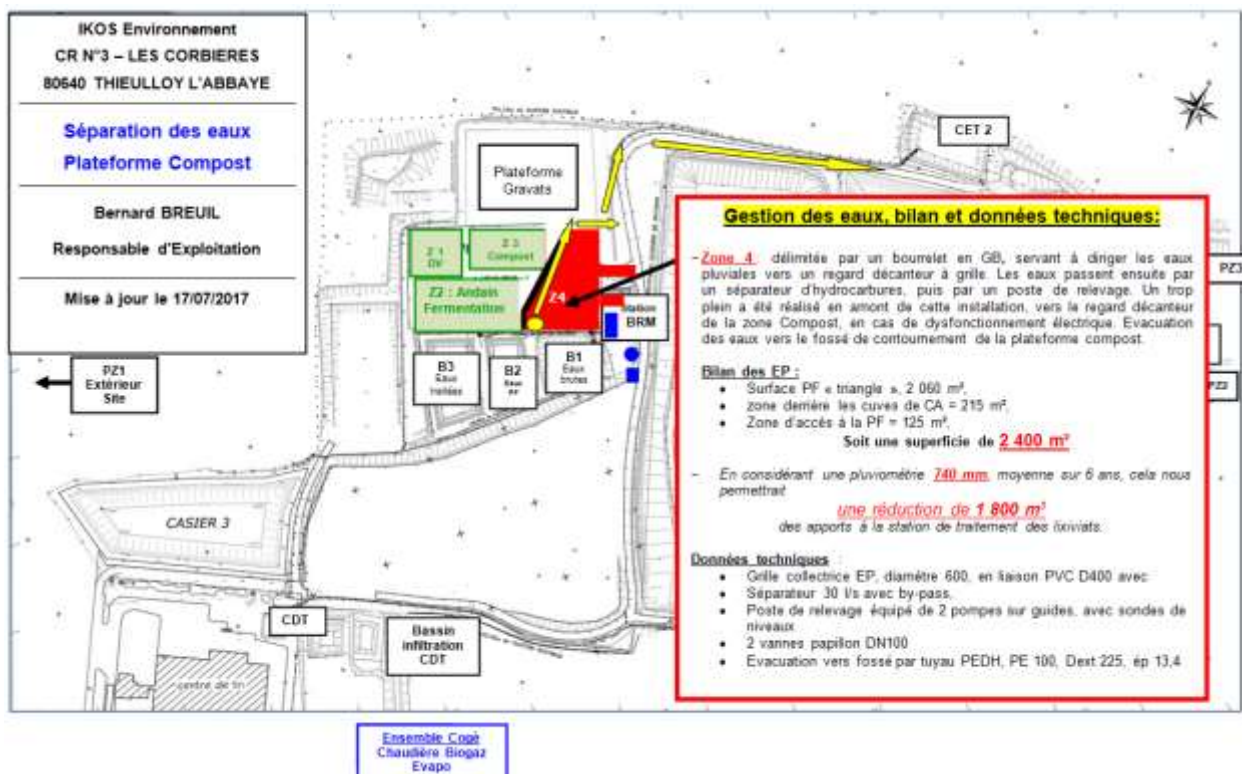 IKOS Environnement
CR N°3 – LES CORBIERES
80640 THIEULLOY L'ABBAYE
Séparation des eaux
Plateforme Compost
Bernard BREUIL
Responsable d'Exploitation
Mise à jour le 17/07/2017
PZ1
Extérieur
Site
Plateforme
Gravats
CET 2
Z 1
DV
Z 3
Compost
Z2 : Andain
Fermentation
Z4
Station
BRM
B3
Eaux
traitées
B2
Eaux
B1
Eaux
brutes
Gestion des eaux, bilan et données techniques:
- Zone 4 : délimitée par un bourrelet en GB, servant à diriger les eaux
pluviales vers un regard décanteur à grille. Les eaux passent ensuite par
un séparateur d'hydrocarbures, puis par un poste de relevage. Un trop
plein a été réalisé en amont de cette installation, vers le regard décanteur
de la zone Compost, en cas de dysfonctionnement électrique. Evacuation
des eaux vers le fossé de contournement de la plateforme compost.
Bilan des EP :
• Surface PF « triangle », 2 060 m²,
• zone derrière les cuves de CA = 215 m²,
• Zone d'accès à la PF = 125 m²,
Soit une superficie de 2 400 m²
- En considérant une pluviométrie 740 mm, moyenne sur 6 ans, cela nous
permettrait
une réduction de 1 800 m³
des apports à la station de traitement des lixiviats.
Données techniques :
• Grille collectrice EP, diamètre 600, en liaison PVC D400 avec
• Séparateur 30 l/s avec by-pass,
• Poste de relevage équipé de 2 pompes sur guides, avec sondes de
niveaux
• 2 vannes papillon DN100
• Evacuation vers fossé par tuyau PEDH, PE 100, Dext 225, ép 13,4
PZ3
PZ2
CASIER 3
CDT
Bassin
infiltration
CDT
centre de tri
Ensemble Cogé
Chaudière Biogaz
Evapo